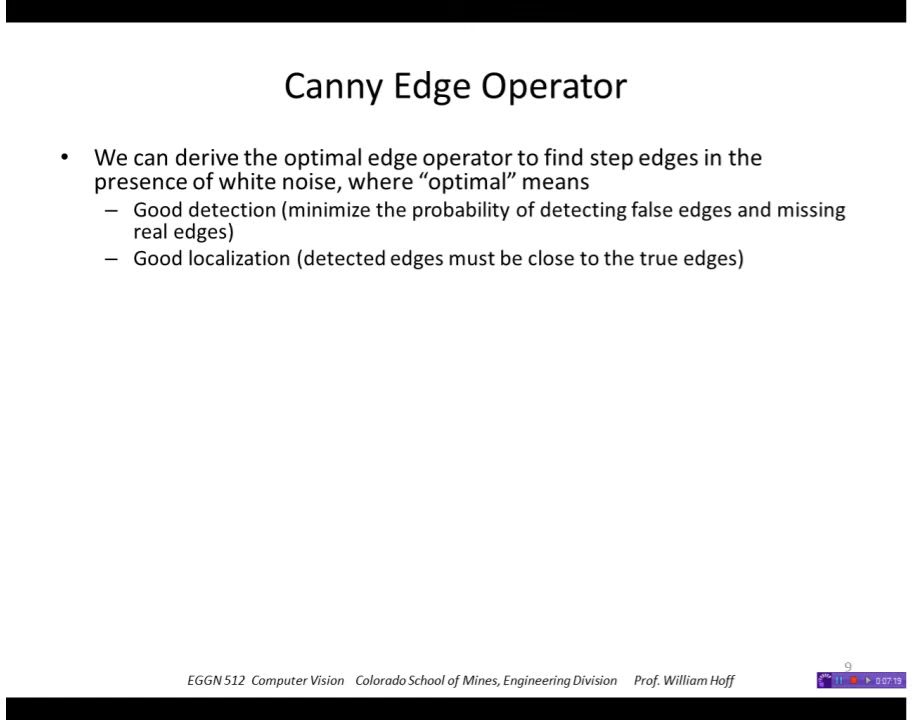 Canny Edge Operator
• We can derive the optimal edge operator to find step edges in the
presence of white noise, where “optimal” means
– Good detection (minimize the probability of detecting false edges and missing
real edges)
– Good localization (detected edges must be close to the true edges)
9
EGGN 512 Computer Vision Colorado School of Mines, Engineering Division Prof. William Hoff
0:07:19